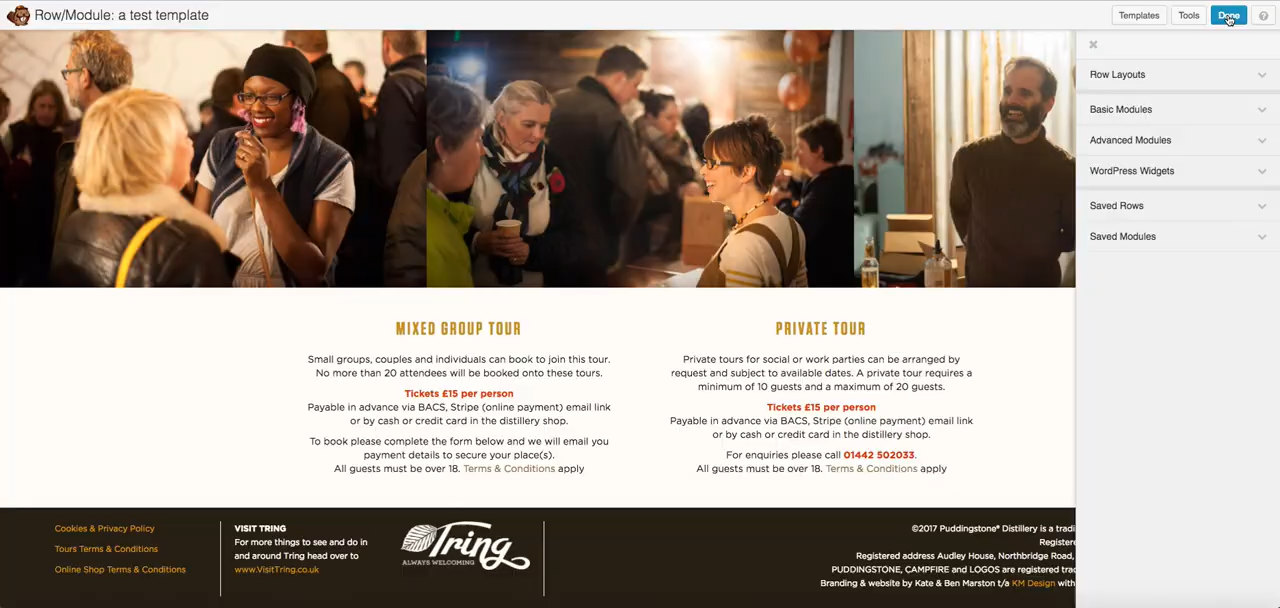 Row/Module: a test template
Templates
Tools
Done
?
Row Layouts
Basic Modules
Advanced Modules
WordPress Widgets
Saved Rows
Saved Modules
MIXED GROUP TOUR
Small groups, couples and individuals can book to join this tour.
No more than 20 attendees will be booked onto these tours.
Tickets £15 per person
Payable in advance via BACS, Stripe (online payment) email link
or by cash or credit card in the distillery shop.
To book please complete the form below and we will email you
payment details to secure your place(s).
All guests must be over 18. Terms & Conditions apply
PRIVATE TOUR
Private tours for social or work parties can be arranged by
request and subject to available dates. A private tour requires a
minimum of 10 guests and a maximum of 20 guests.
Tickets £15 per person
Payable in advance via BACS, Stripe (online payment) email link
or by cash or credit card in the distillery shop.
For enquiries please call 01442 502033.
All guests must be over 18. Terms & Conditions apply
Cookies & Privacy Policy
Tours Terms & Conditions
Online Shop Terms & Conditions
VISIT TRING
For more things to see and do in
and around Tring head over to
www.VisitTring.co.uk
Tring
ALWAYS WELCOMING
©2017 Puddingstone® Distillery is a tradi
Registere
Registered address Audley House, Northbridge Road,
PUDDINGSTONE, CAMPFIRE and LOGOS are registered trad
Branding & website by Kate & Ben Marston t/a KM Design with